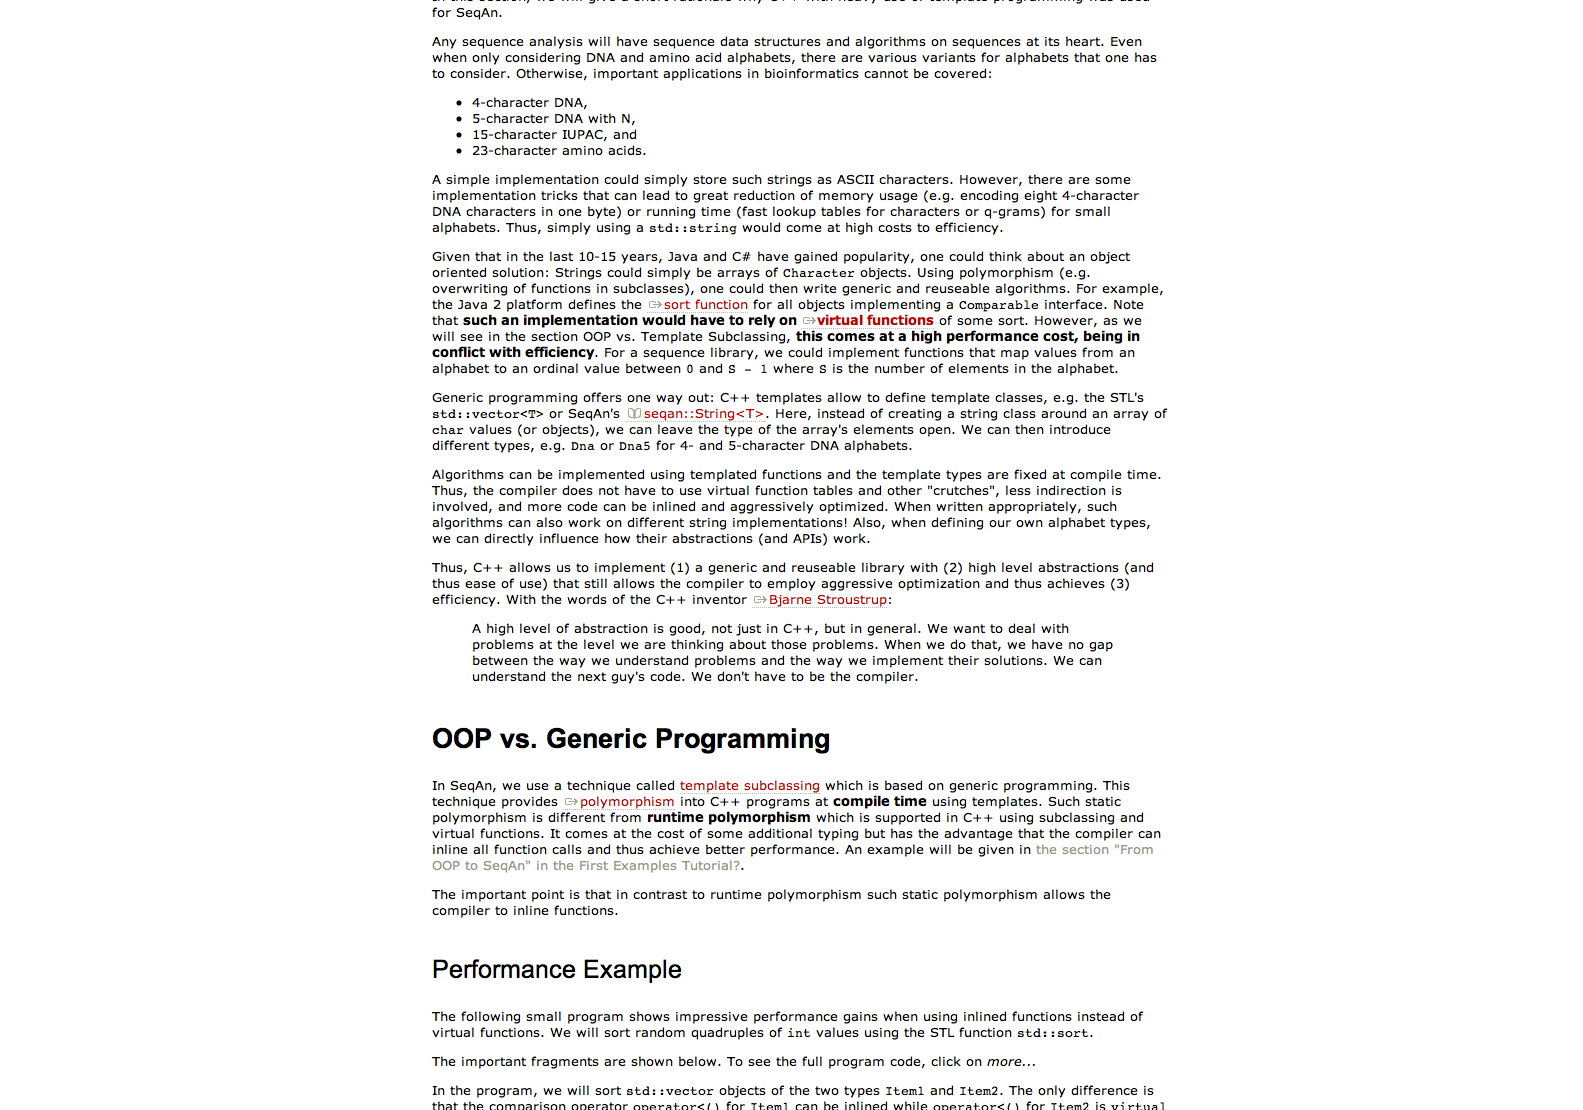 In this section, we will give a short rationale why C++ with heavy use of template programming was used
for SeqAn.
Any sequence analysis will have sequence data structures and algorithms on sequences at its heart. Even
when only considering DNA and amino acid alphabets, there are various variants for alphabets that one has
to consider. Otherwise, important applications in bioinformatics cannot be covered:
• 4-character DNA,
• 5-character DNA with N,
• 15-character IUPAC, and
• 23-character amino acids.
A simple implementation could simply store such strings as ASCII characters. However, there are some
implementation tricks that can lead to great reduction of memory usage (e.g. encoding eight 4-character
DNA characters in one byte) or running time (fast lookup tables for characters or q-grams) for small
alphabets. Thus, simply using a std::string would come at high costs to efficiency.
Given that in the last 10-15 years, Java and C# have gained popularity, one could think about an object
oriented solution: Strings could simply be arrays of Character objects. Using polymorphism (e.g.
overwriting of functions in subclasses), one could then write generic and reuseable algorithms. For example,
the Java 2 platform defines the sort function for all objects implementing a Comparable interface. Note
that such an implementation would have to rely on virtual functions of some sort. However, as we
will see in the section OOP vs. Template Subclassing, this comes at a high performance cost, being in
conflict with efficiency. For a sequence library, we could implement functions that map values from an
alphabet to an ordinal value between 0 and S - 1 where S is the number of elements in the alphabet.
Generic programming offers one way out: C++ templates allow to define template classes, e.g. the STL's
std::vector<T> or SeqAn's seqan::String<T>. Here, instead of creating a string class around an array of
char values (or objects), we can leave the type of the array's elements open. We can then introduce
different types, e.g. Dna or Dna5 for 4- and 5-character DNA alphabets.
Algorithms can be implemented using templated functions and the template types are fixed at compile time.
Thus, the compiler does not have to use virtual function tables and other "crutches", less indirection is
involved, and more code can be inlined and aggressively optimized. When written appropriately, such
algorithms can also work on different string implementations! Also, when defining our own alphabet types,
we can directly influence how their abstractions (and APIs) work.
Thus, C++ allows us to implement (1) a generic and reuseable library with (2) high level abstractions (and
thus ease of use) that still allows the compiler to employ aggressive optimization and thus achieves (3)
efficiency. With the words of the C++ inventor Bjarne Stroustrup:
A high level of abstraction is good, not just in C++, but in general. We want to deal with
problems at the level we are thinking about those problems. When we do that, we have no gap
between the way we understand problems and the way we implement their solutions. We can
understand the next guy's code. We don't have to be the compiler.
OOP vs. Generic Programming
In SeqAn, we use a technique called template subclassing which is based on generic programming. This
technique provides polymorphism into C++ programs at compile time using templates. Such static
polymorphism is different from runtime polymorphism which is supported in C++ using subclassing and
virtual functions. It comes at the cost of some additional typing but has the advantage that the compiler can
inline all function calls and thus achieve better performance. An example will be given in the section "From
OOP to SeqAn" in the First Examples Tutorial?.
The important point is that in contrast to runtime polymorphism such static polymorphism allows the
compiler to inline functions.
Performance Example
The following small program shows impressive performance gains when using inlined functions instead of
virtual functions. We will sort random quadruples of int values using the STL function std::sort.
The important fragments are shown below. To see the full program code, click on more...
In the program, we will sort std::vector objects of the two types Item1 and Item2. The only difference is
that the comparison operator operator<() for Item1 can be inlined while operator<() for Item2 is virtual